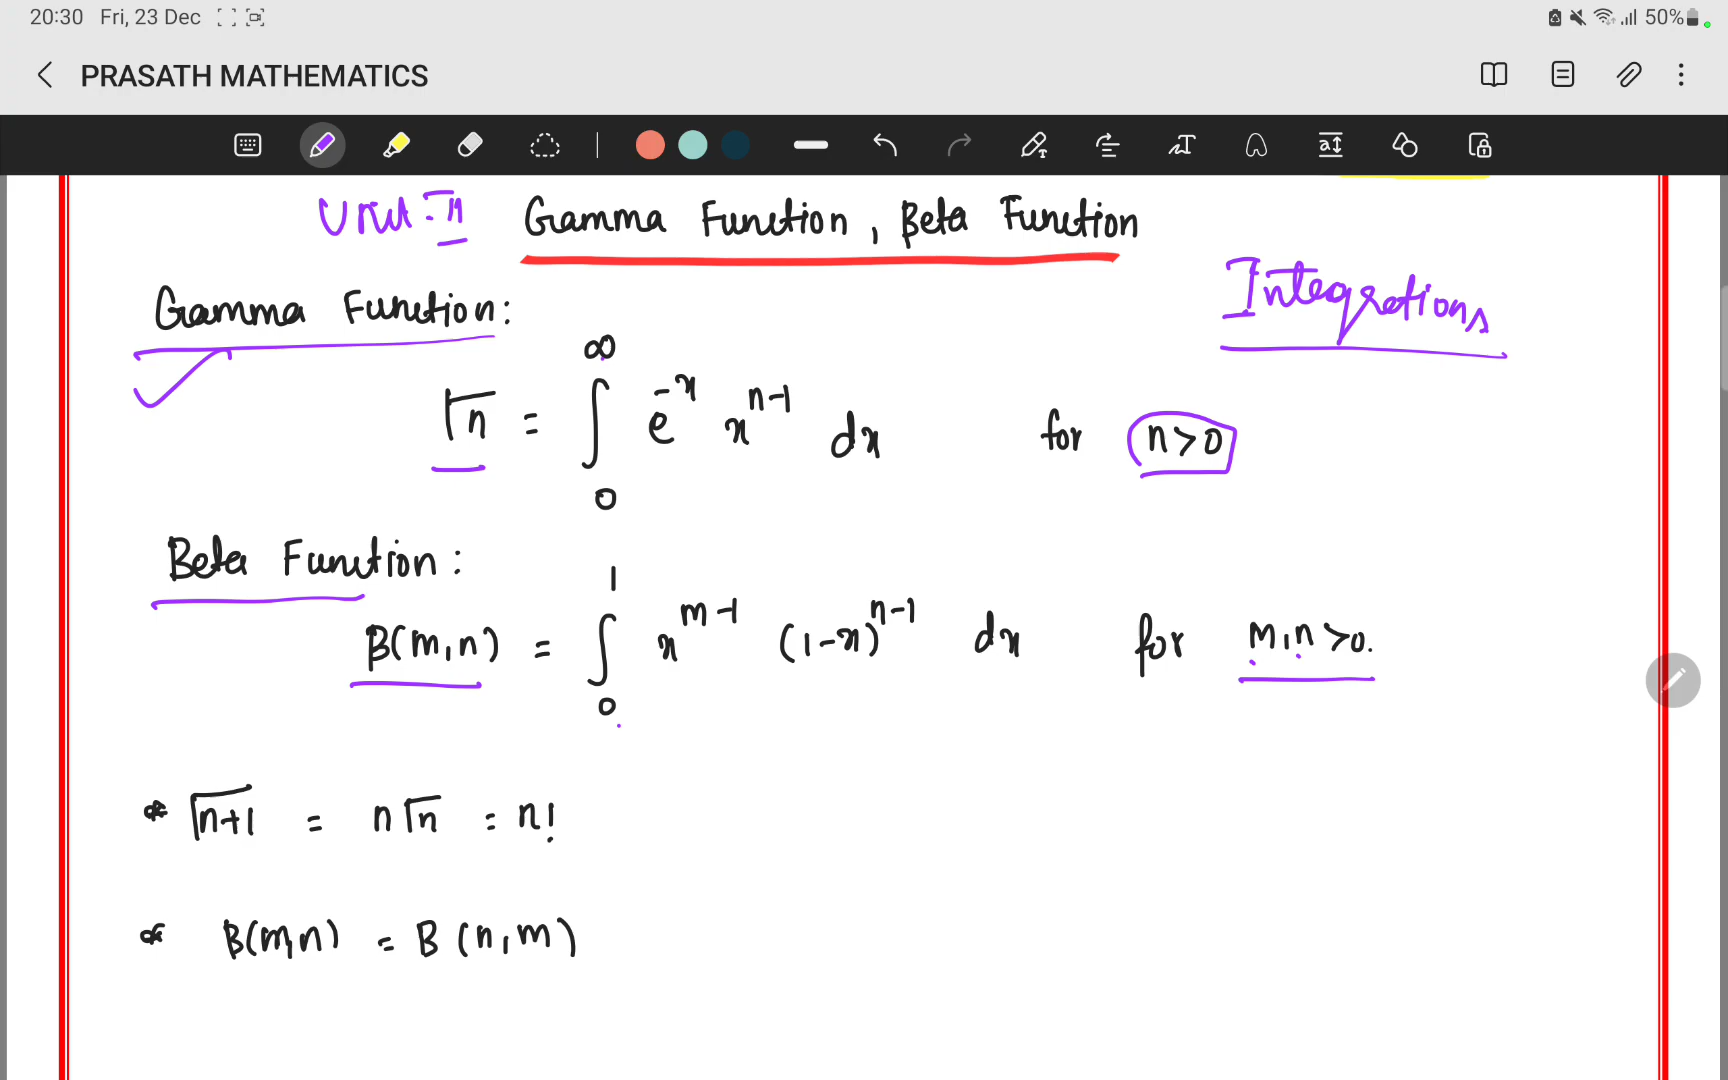 20:30 Fri, 23 Dec 50%
PRASATH MATHEMATICS
Unit-II Gamma Function, Beta Function
Integrations
Gamma Function:
Γn = ∫₀^∞ e^-x x^n-1 dx for n>0
Beta Function:
B(m,n) = ∫₀^1 x^m-1 (1-x)^n-1 dx for m,n >0.
* Γn+1 = nΓn = n!
* B(m,n) = B(n,m)